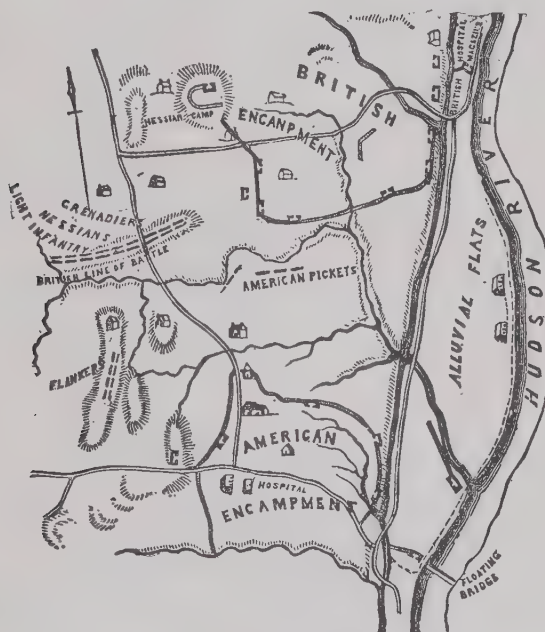 BRITISH
HOSPITAL
MAGAZINE
BRITISH
ENCANPMENT
HESSIAN CAMP
RIVER
HUDSON
GRENADIERS
HESSIANS
LIGHT INFANTRY
BRITISH LINE OF BATTLE
AMERICAN PICKETS
ALLUVIAL FLATS
FLANKERS
AMERICAN
HOSPITAL
ENCAMPMENT
FLOATING
BRIDGE